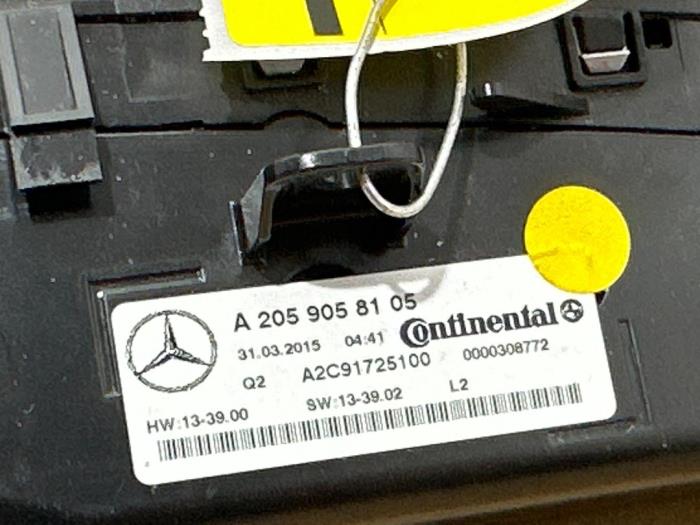 A 205 905 81 05
31.03.2015 04:41 Continental
Q2 A2C91725100 0000308772
HW:13-39.00 SW:13-39.02 L2